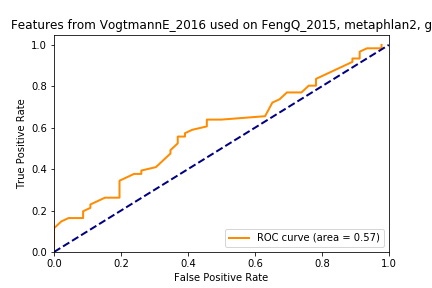 Features from VogtmannE_2016 used on FengQ_2015, metaphlan2, g
1.0
0.8
0.6
0.4
0.2
0.0
True Positive Rate
ROC curve (area = 0.57)
0.0 0.2 0.4 0.6 0.8 1.0
False Positive Rate